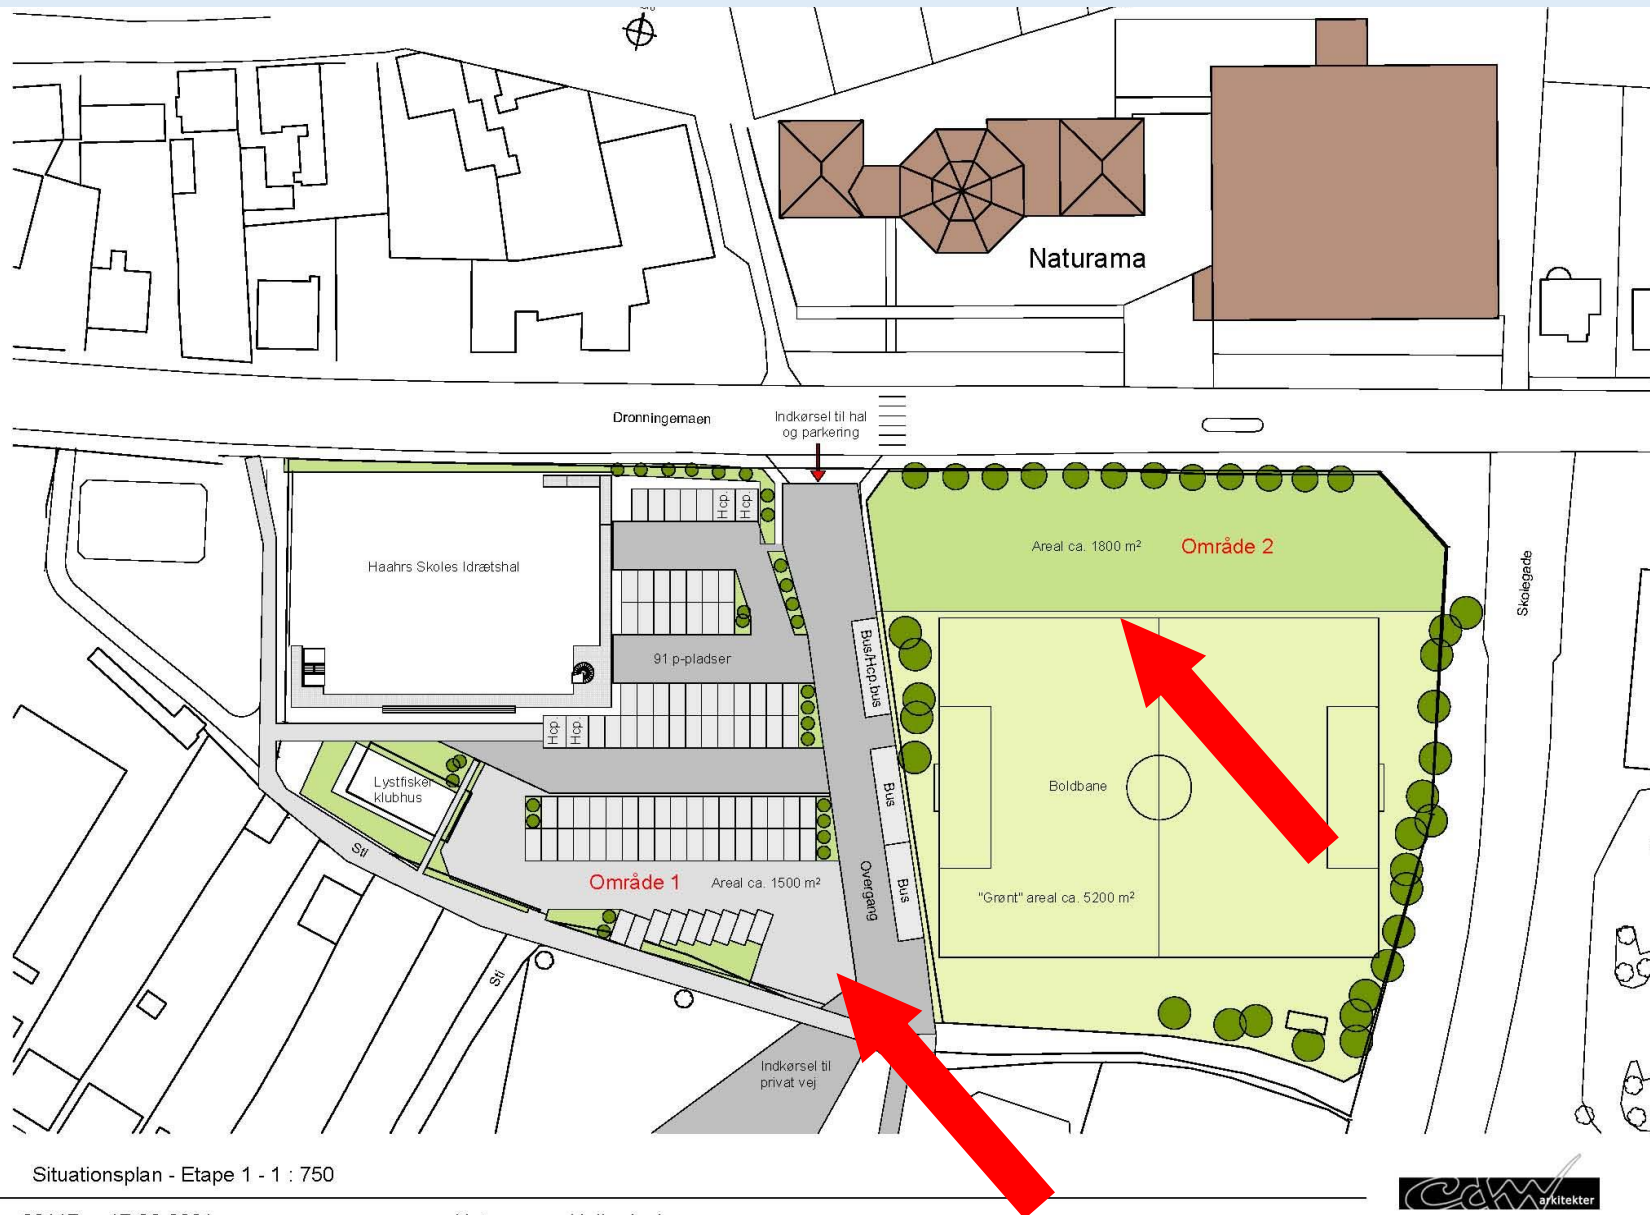 Naturama
Dronningemaen
Indkørsel til hal
og parkering
Hcp.
Hcp.
Areal ca. 1800 m²
Område 2
Haahrs Skoles Idrætshal
Skolegade
Bus/Hcp.bus
91 p-pladser
Hcp.
Hcp.
Lystfisker
klubhus
Bus
Boldbane
Sti
Område 1
Areal ca. 1500 m²
Overgang
Bus
"Grønt" areal ca. 5200 m²
Sti
Indkørsel til
privat vej
Situationsplan - Etape 1 - 1 : 750
cdw
arkitekter